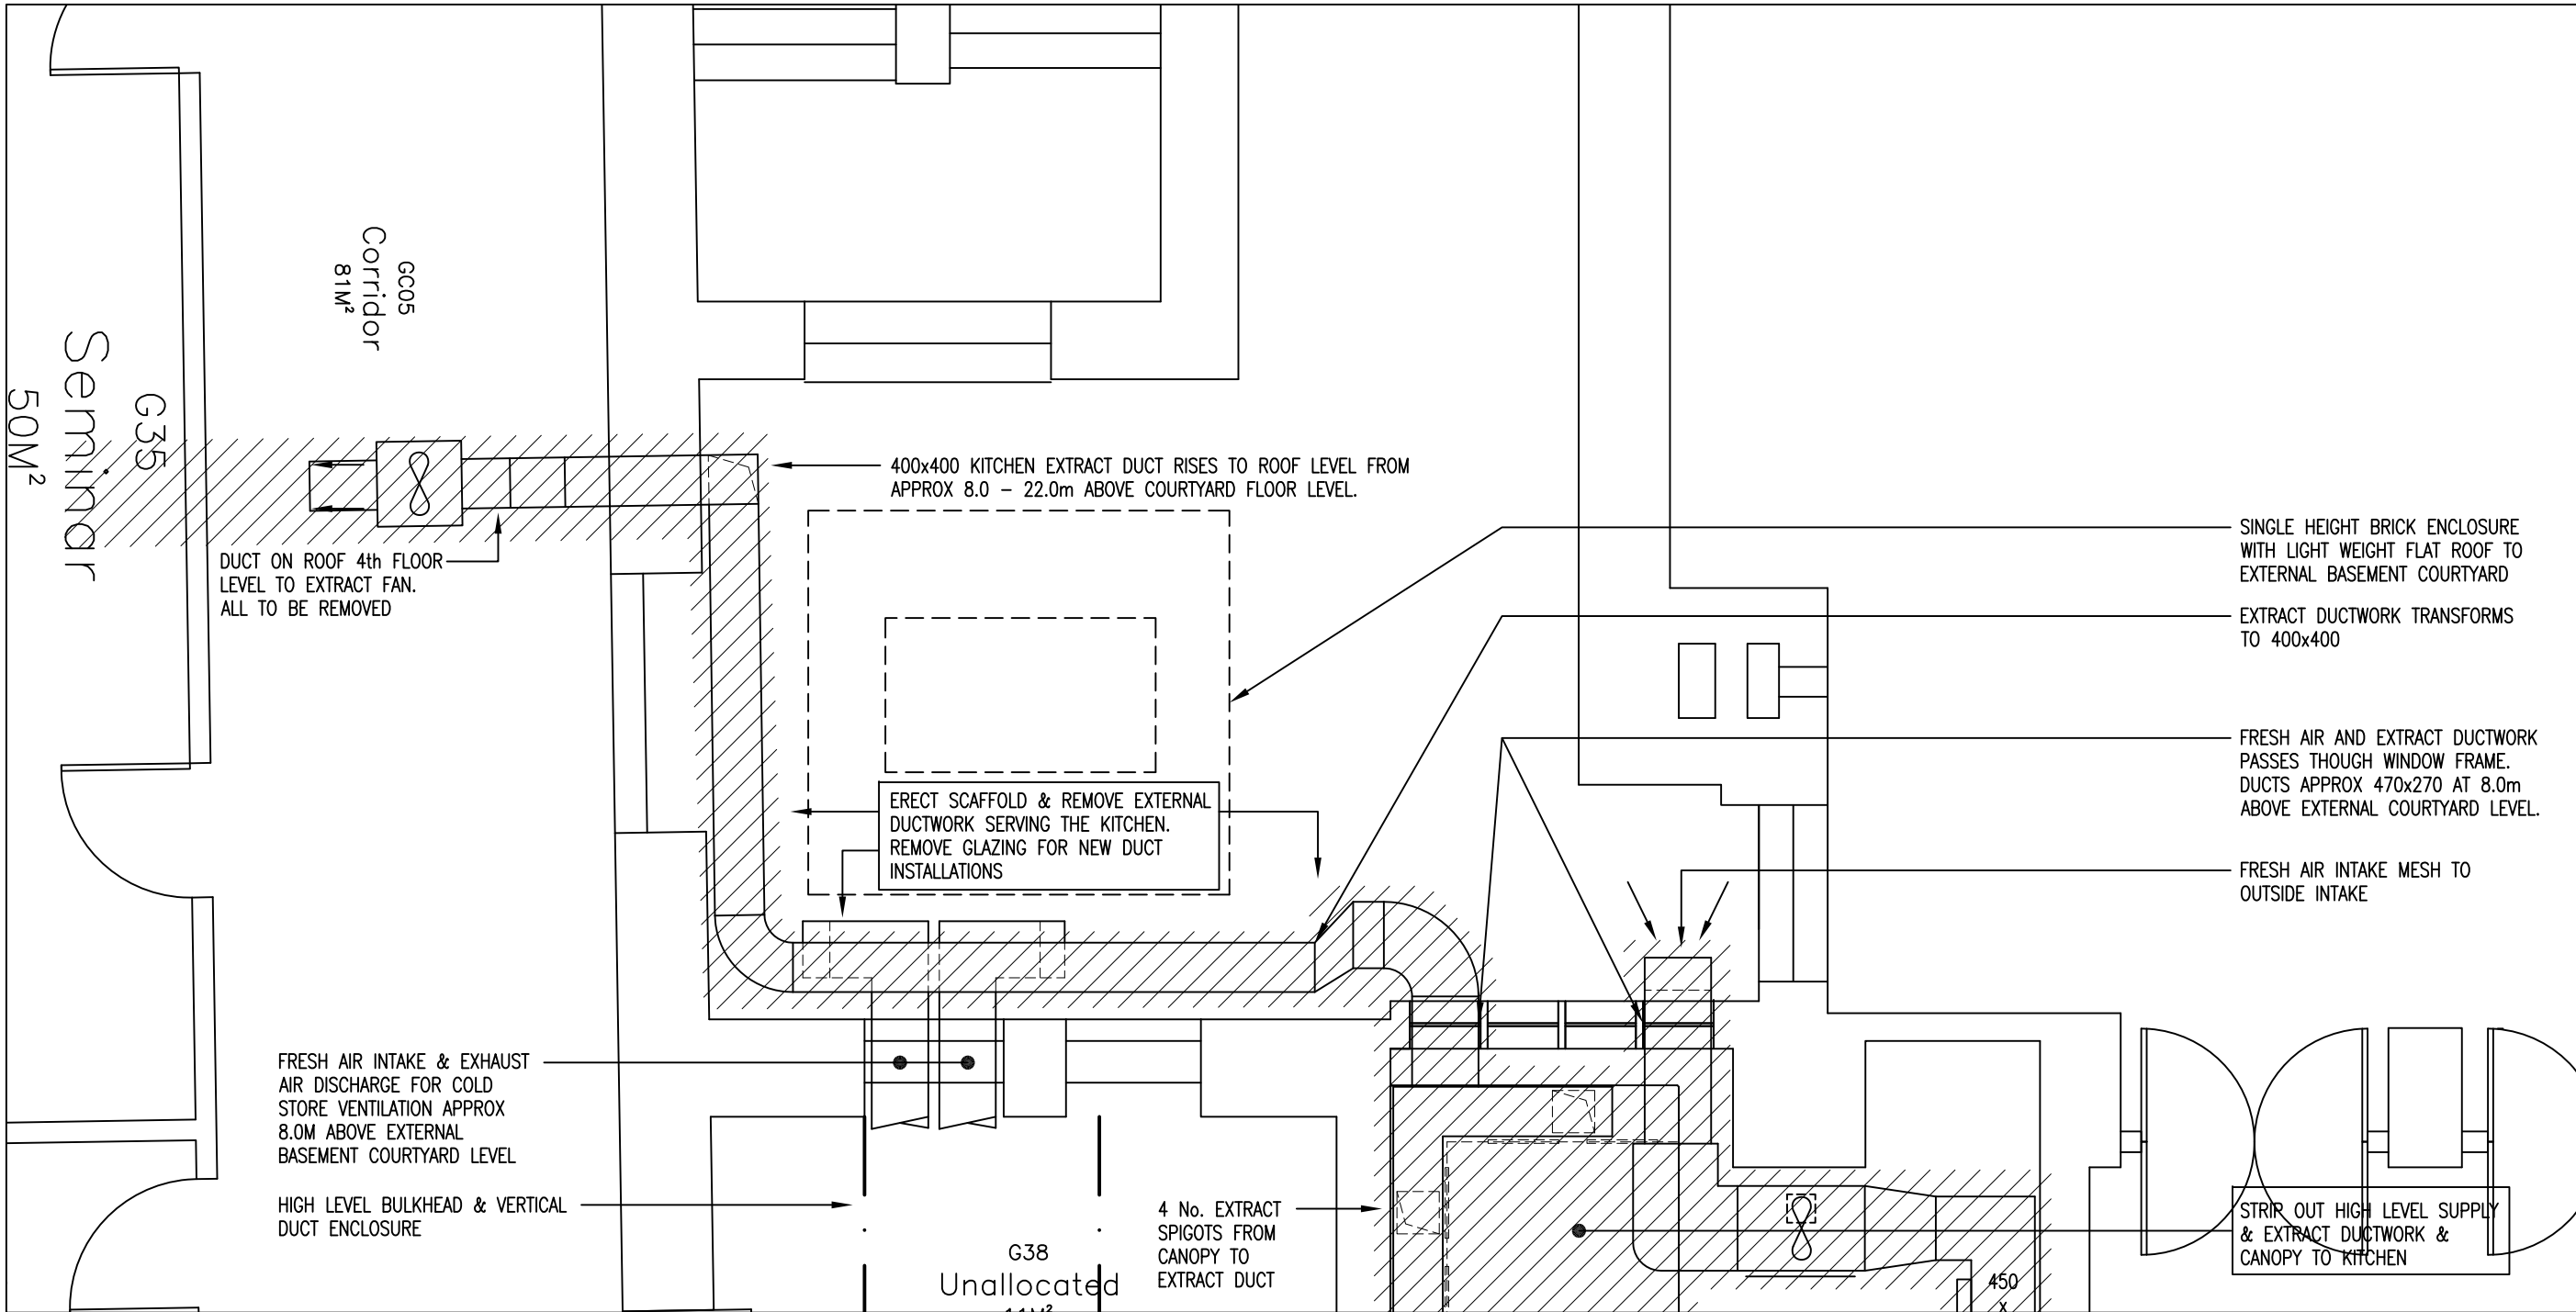 GC05
Corridor
81M²
G35
Seminar
50M²
400x400 KITCHEN EXTRACT DUCT RISES TO ROOF LEVEL FROM
APPROX 8.0 – 22.0m ABOVE COURTYARD FLOOR LEVEL.
DUCT ON ROOF 4th FLOOR
LEVEL TO EXTRACT FAN.
ALL TO BE REMOVED
SINGLE HEIGHT BRICK ENCLOSURE
WITH LIGHT WEIGHT FLAT ROOF TO
EXTERNAL BASEMENT COURTYARD
EXTRACT DUCTWORK TRANSFORMS
TO 400x400
FRESH AIR AND EXTRACT DUCTWORK
PASSES THOUGH WINDOW FRAME.
DUCTS APPROX 470x270 AT 8.0m
ABOVE EXTERNAL COURTYARD LEVEL.
ERECT SCAFFOLD & REMOVE EXTERNAL
DUCTWORK SERVING THE KITCHEN.
REMOVE GLAZING FOR NEW DUCT
INSTALLATIONS
FRESH AIR INTAKE MESH TO
OUTSIDE INTAKE
FRESH AIR INTAKE & EXHAUST
AIR DISCHARGE FOR COLD
STORE VENTILATION APPROX
8.0M ABOVE EXTERNAL
BASEMENT COURTYARD LEVEL
HIGH LEVEL BULKHEAD & VERTICAL
DUCT ENCLOSURE
4 No. EXTRACT
SPIGOTS FROM
CANOPY TO
EXTRACT DUCT
STRIP OUT HIGH LEVEL SUPPLY
& EXTRACT DUCTWORK &
CANOPY TO KITCHEN
G38
Unallocated
450
x